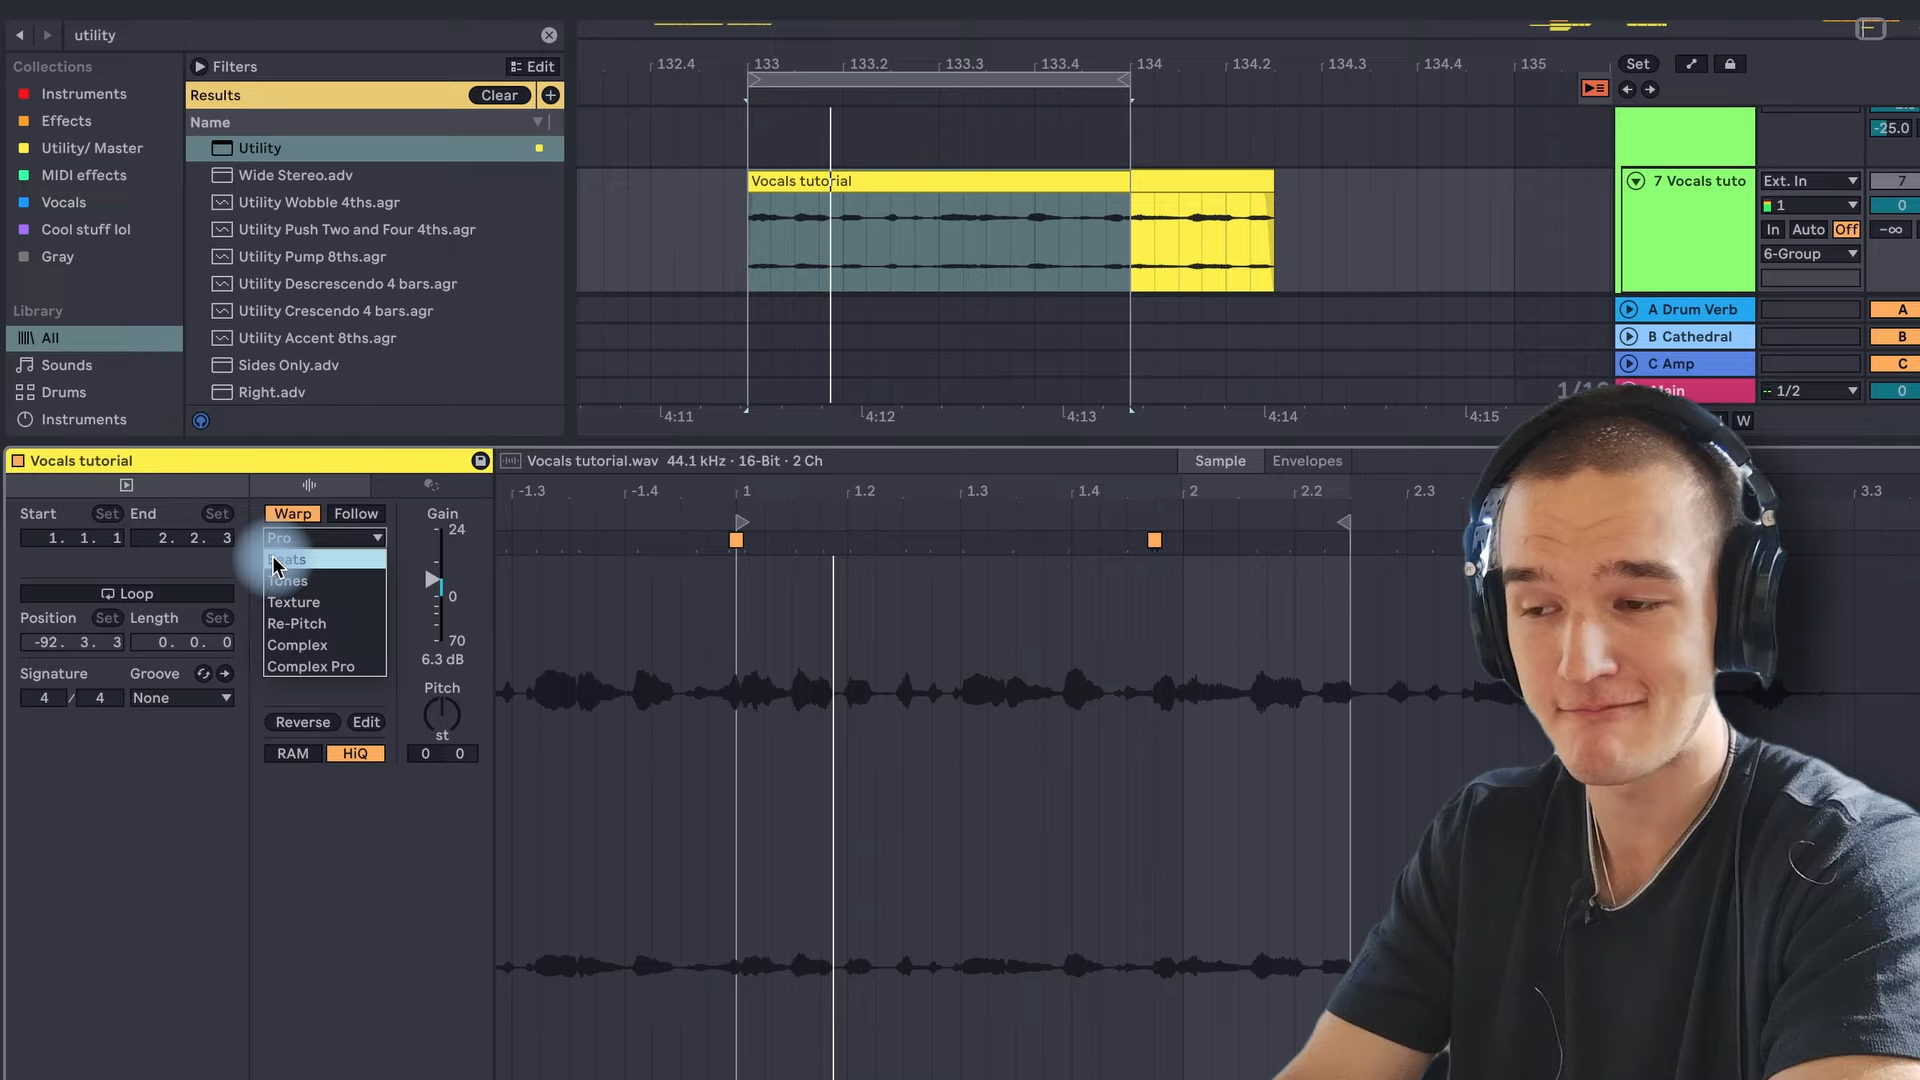 utility
Collections
Instruments
Effects
Utility/ Master
MIDI effects
Vocals
Cool stuff lol
Gray
Library
All
Sounds
Drums
Instruments
Filters
Edit
Results
Clear
Name
Utility
Wide Stereo.adv
Utility Wobble 4ths.agr
Utility Push Two and Four 4ths.agr
Utility Pump 8ths.agr
Utility Descrescendo 4 bars.agr
Utility Crescendo 4 bars.agr
Utility Accent 8ths.agr
Sides Only.adv
Right.adv
132.4 133 133.2 133.3 133.4 134 134.2 134.3 134.4 135
Vocals tutorial
4:11 4:12 4:13 4:14 4:15
Set
-25.0
7 Vocals tuto
Ext. In
7
1
0
In Auto Off
-∞
6-Group
A Drum Verb
A
B Cathedral
B
C Amp
C
Main
1/2
0
W
Vocals tutorial
Start Set End Set
1. 1. 1 2. 2. 3
Loop
Position Set Length Set
-92. 3. 3 0. 0. 0
Signature Groove
4 / 4 None
Warp Follow
Pro
Beats
Tones
Texture
Re-Pitch
Complex
Complex Pro
Reverse Edit
RAM HiQ
Gain
24
0
70
6.3 dB
Pitch
st
0 0
Vocals tutorial.wav 44.1 kHz · 16-Bit · 2 Ch
Sample Envelopes
-1.3 -1.4 1 1.2 1.3 1.4 2 2.2 2.3 3.3